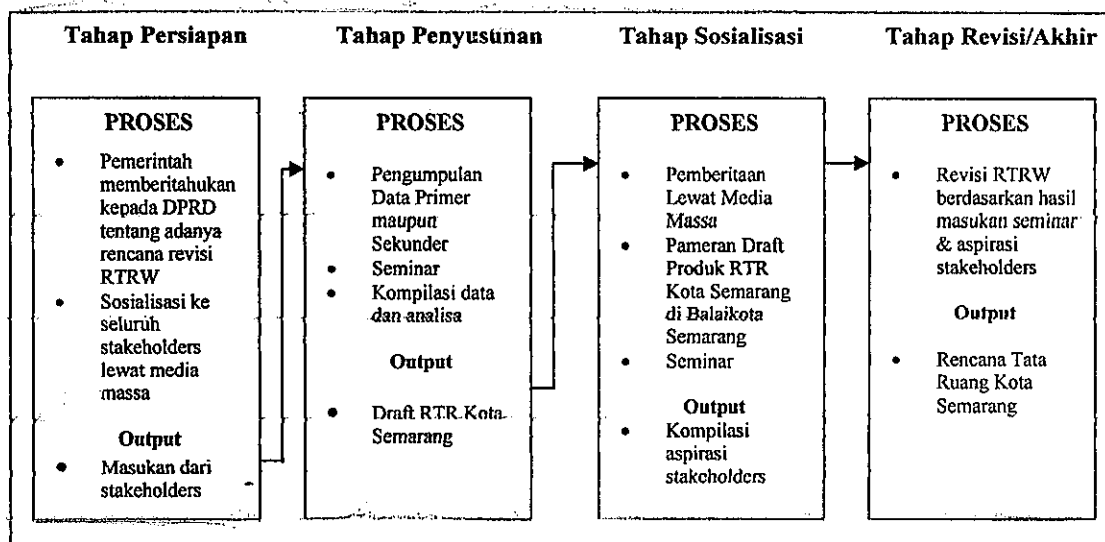 Tahap Persiapan
PROSES
• Pemerintah
memberitahukan
kepada DPRD
tentang adanya
rencana revisi
RTRW
• Sosialisasi ke
seluruh
stakeholders
lewat media
massa
Output
• Masukan dari
stakeholders
Tahap Penyusunan
PROSES
• Pengumpulan
Data Primer
maupun
Sekunder
• Seminar
• Kompilasi data
dan analisa
Output
• Draft RTR Kota
Semarang
Tahap Sosialisasi
PROSES
• Pemberitaan
Lewat Media
Massa
• Pameran Draft
Produk RTR
Kota Semarang
di Balaikota
Semarang
• Seminar
Output
• Kompilasi
aspirasi
stakeholders
Tahap Revisi/Akhir
PROSES
• Revisi RTRW
berdasarkan hasil
masukan seminar
& aspirasi
stakeholders
Output
• Rencana Tata
Ruang Kota
Semarang